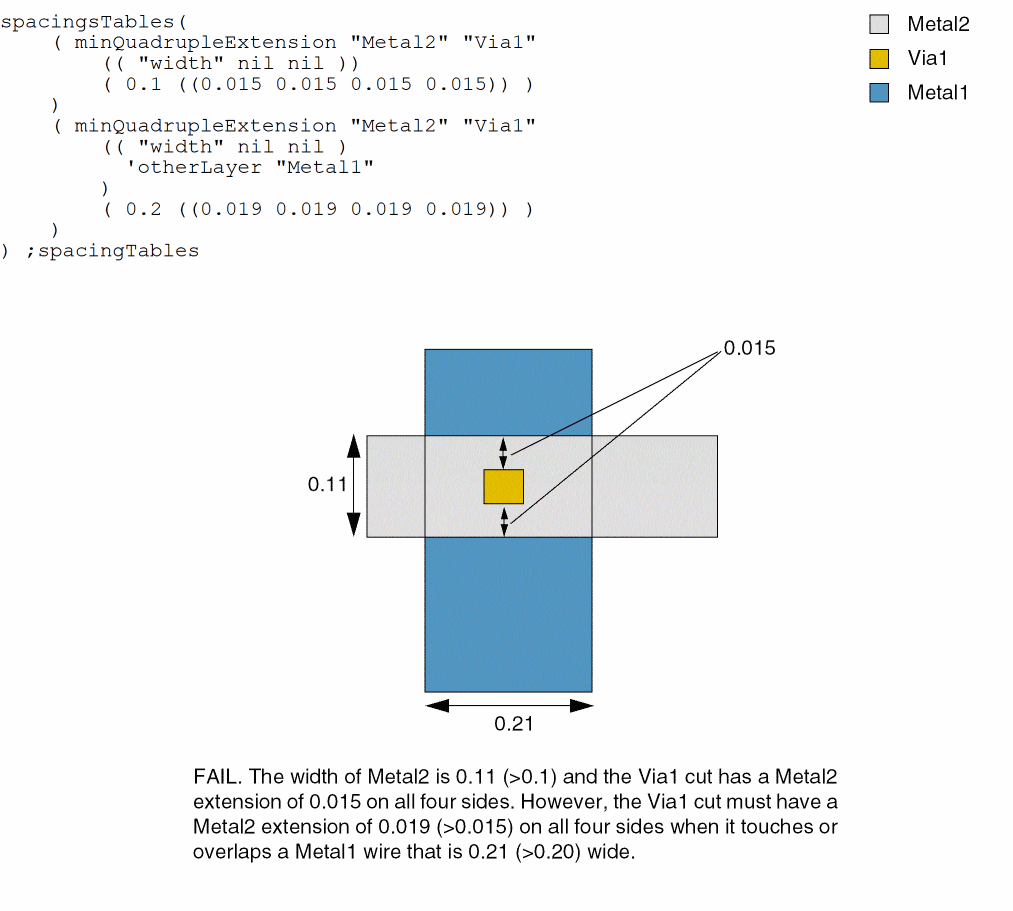 spacingsTables(
( minQuadrupleExtension "Metal2" "Via1"
(( "width" nil nil ))
( 0.1 ((0.015 0.015 0.015 0.015)) )
)
( minQuadrupleExtension "Metal2" "Via1"
(( "width" nil nil )
'otherLayer "Metal1"
)
( 0.2 ((0.019 0.019 0.019 0.019)) )
)
) ;spacingTables
Metal2
Via1
Metal1
0.015
0.11
0.21
FAIL. The width of Metal2 is 0.11 (>0.1) and the Via1 cut has a Metal2
extension of 0.015 on all four sides. However, the Via1 cut must have a
Metal2 extension of 0.019 (>0.015) on all four sides when it touches or
overlaps a Metal1 wire that is 0.21 (>0.20) wide.